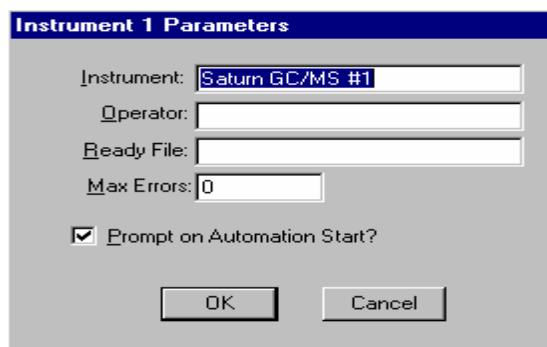 Instrument 1 Parameters
Instrument: Saturn GC/MS #1
Operator:
Ready File:
Max Errors: 0
Prompt on Automation Start?
OK Cancel